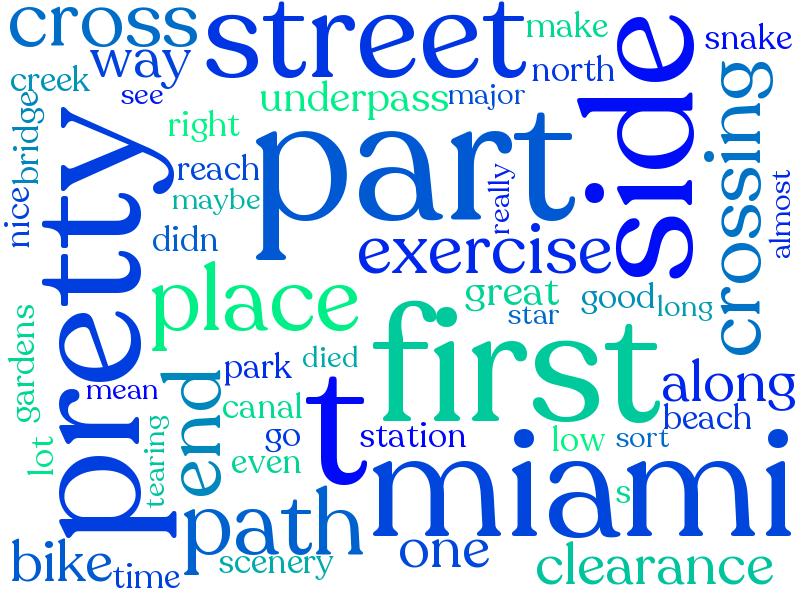 cross
street
make
snake
way
north
creek
see
underpass
major
side
bridge
right
part
crossing
pretty
reach
really
almost
maybe
nice
didn
exercise
place
great
good
long
star
first
gardens
park
died
along
mean
end
t
canal
beach
go
station
low
sort
lot
tearing
even
miami
s
path
one
bike
time
scenery
clearance